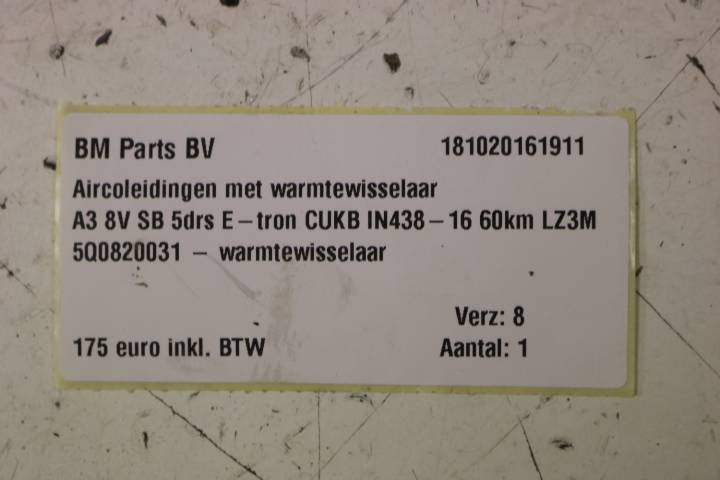 BM Parts BV 181020161911
Aircoleidingen met warmtewisselaar
A3 8V SB 5drs E-tron CUKB IN438-16 60km LZ3M
5Q0820031 - warmtewisselaar
Verz: 8
175 euro inkl. BTW Aantal: 1